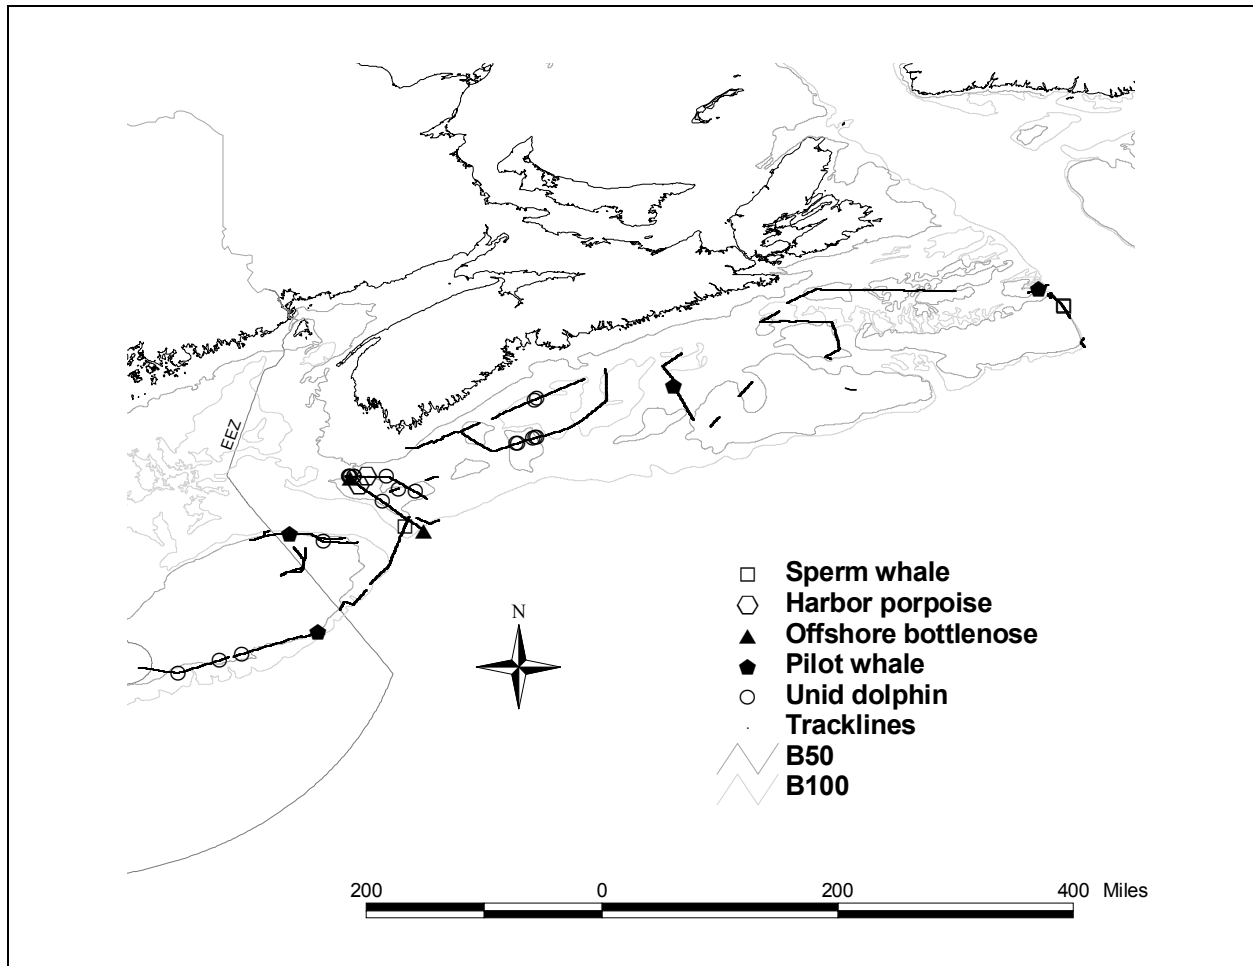 EEZ
Sperm whale
Harbor porpoise
Offshore bottlenose
N
Pilot whale
Unid dolphin
Tracklines
B50
B100
200 0 200 400 Miles